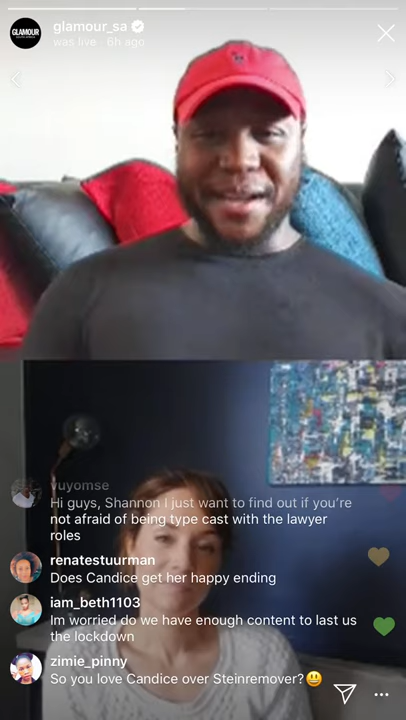 GLAMOUR
glamour_sa
was live · 6h ago
vuyomse
Hi guys, Shannon I just want to find out if you're
not afraid of being type cast with the lawyer
roles
renatestuurman
Does Candice get her happy ending
iam_beth1103
Im worried do we have enough content to last us
the lockdown
zimie_pinny
So you love Candice over Steinremover?😃